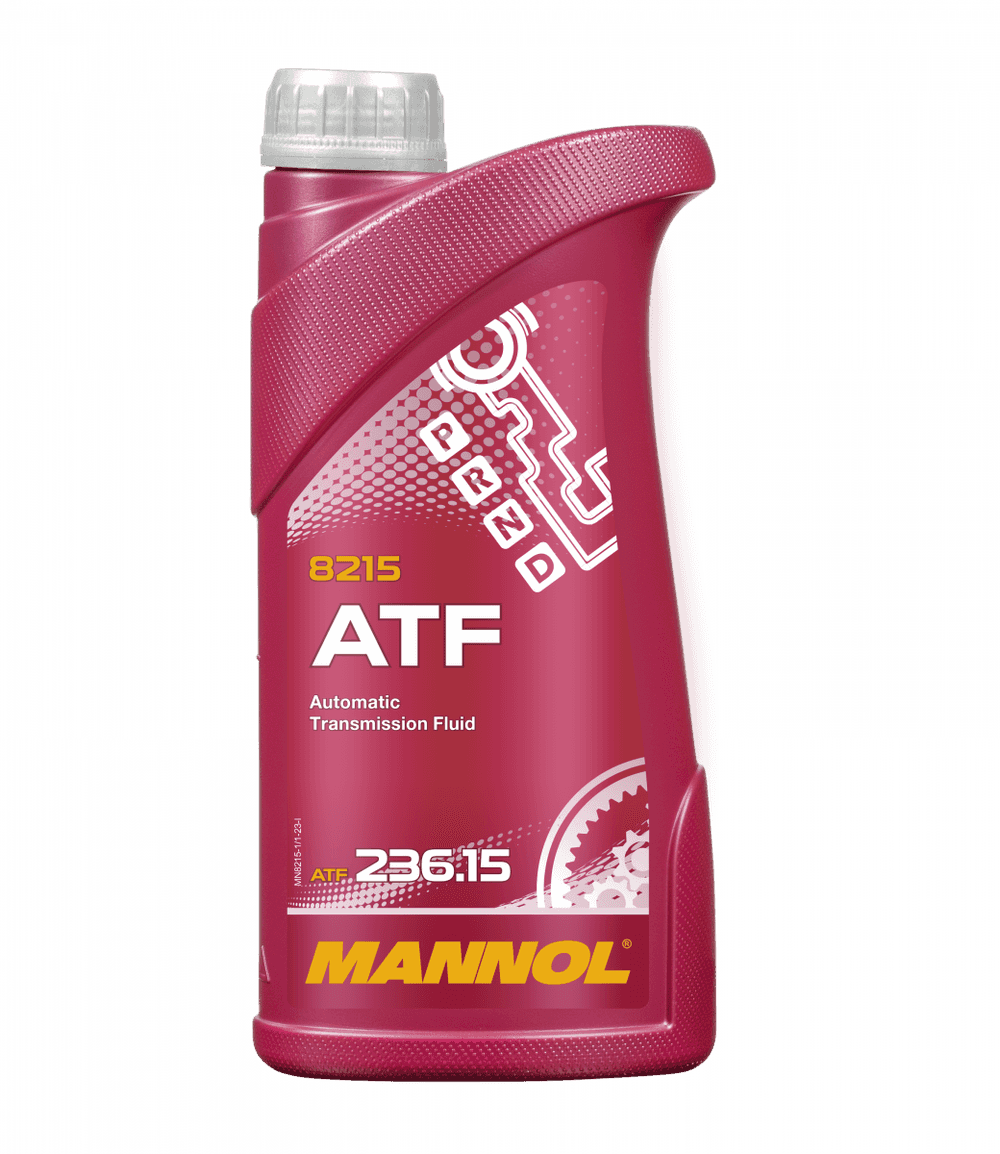 P
R
N
D
8215
ATF
Automatic
Transmission Fluid
MN8215-1/1-23-I
ATF 236.15
MANNOL®